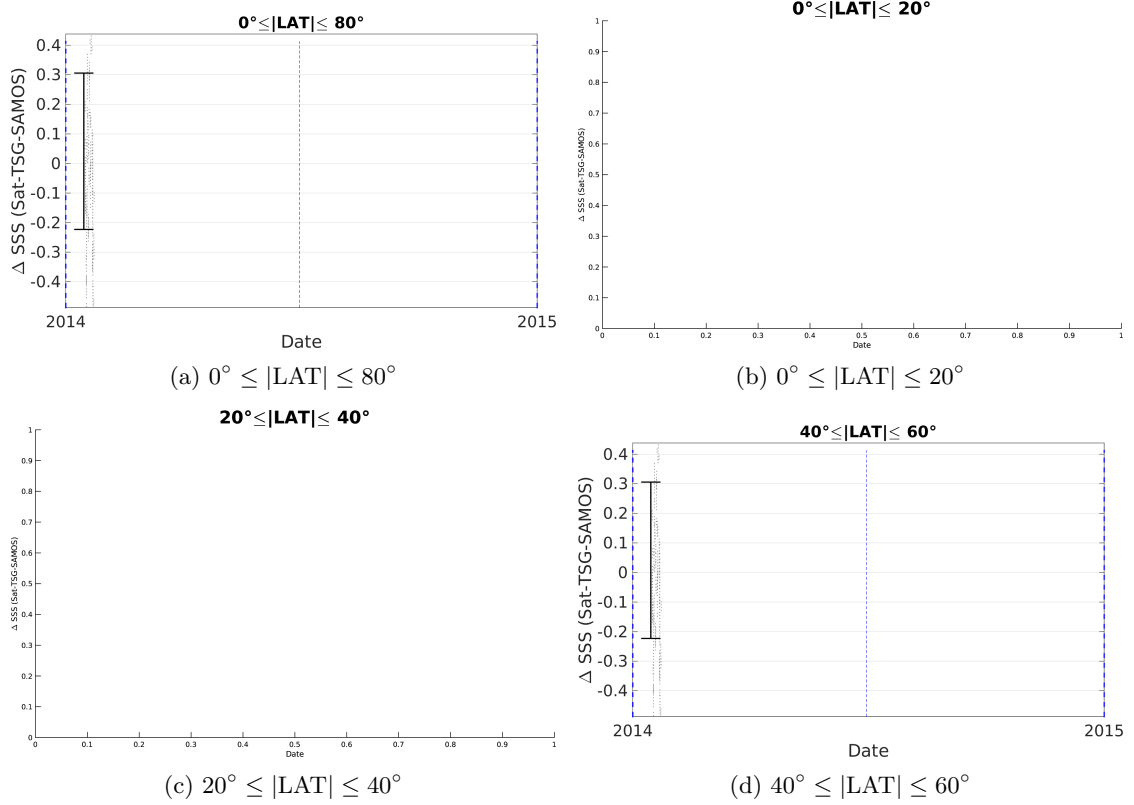 0°≤|LAT|≤ 80°
Δ SSS (Sat-TSG-SAMOS)
0.4
0.3
0.2
0.1
0
-0.1
-0.2
-0.3
-0.4
2014 2015
Date
(a) 0° ≤ |LAT| ≤ 80°
0°≤|LAT|≤ 20°
Δ SSS (Sat-TSG-SAMOS)
1
0.9
0.8
0.7
0.6
0.5
0.4
0.3
0.2
0.1
0
0 0.1 0.2 0.3 0.4 0.5 0.6 0.7 0.8 0.9 1
Date
(b) 0° ≤ |LAT| ≤ 20°
20°≤|LAT|≤ 40°
Δ SSS (Sat-TSG-SAMOS)
1
0.9
0.8
0.7
0.6
0.5
0.4
0.3
0.2
0.1
0
0 0.1 0.2 0.3 0.4 0.5 0.6 0.7 0.8 0.9 1
Date
(c) 20° ≤ |LAT| ≤ 40°
40°≤|LAT|≤ 60°
Δ SSS (Sat-TSG-SAMOS)
0.4
0.3
0.2
0.1
0
-0.1
-0.2
-0.3
-0.4
2014 2015
Date
(d) 40° ≤ |LAT| ≤ 60°